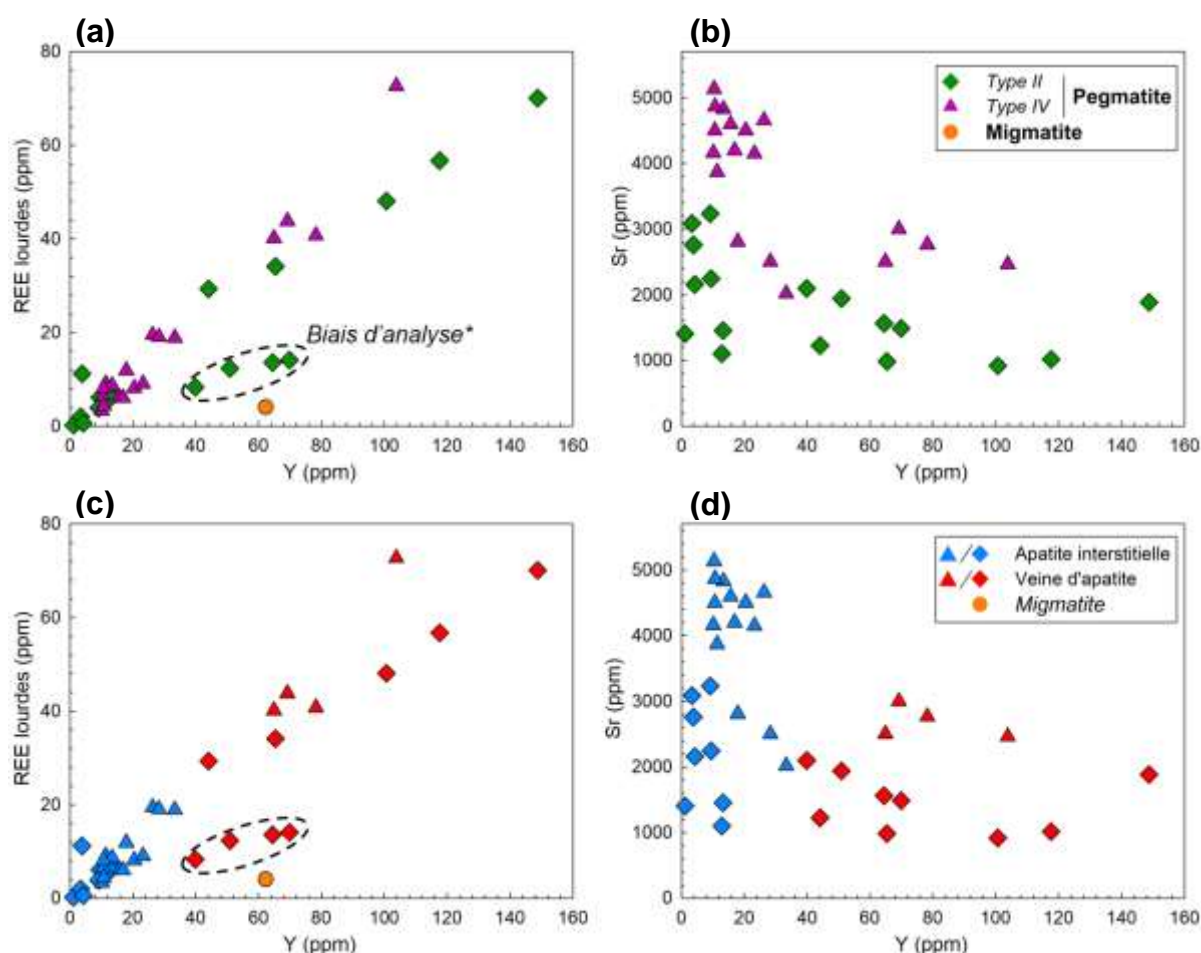 (a)
80
60
40
20
0
REE lourdes (ppm)
Biais d'analyse*
0 20 40 60 80 100 120 140 160
Y (ppm)
(b)
5000
4000
3000
2000
1000
0
Sr (ppm)
Type II
Type IV
Pegmatite
Migmatite
0 20 40 60 80 100 120 140 160
Y (ppm)
(c)
80
60
40
20
0
REE lourdes (ppm)
0 20 40 60 80 100 120 140 160
Y (ppm)
(d)
5000
4000
3000
2000
1000
0
Sr (ppm)
/ Apatite interstitielle
/ Veine d'apatite
Migmatite
0 20 40 60 80 100 120 140 160
Y (ppm)